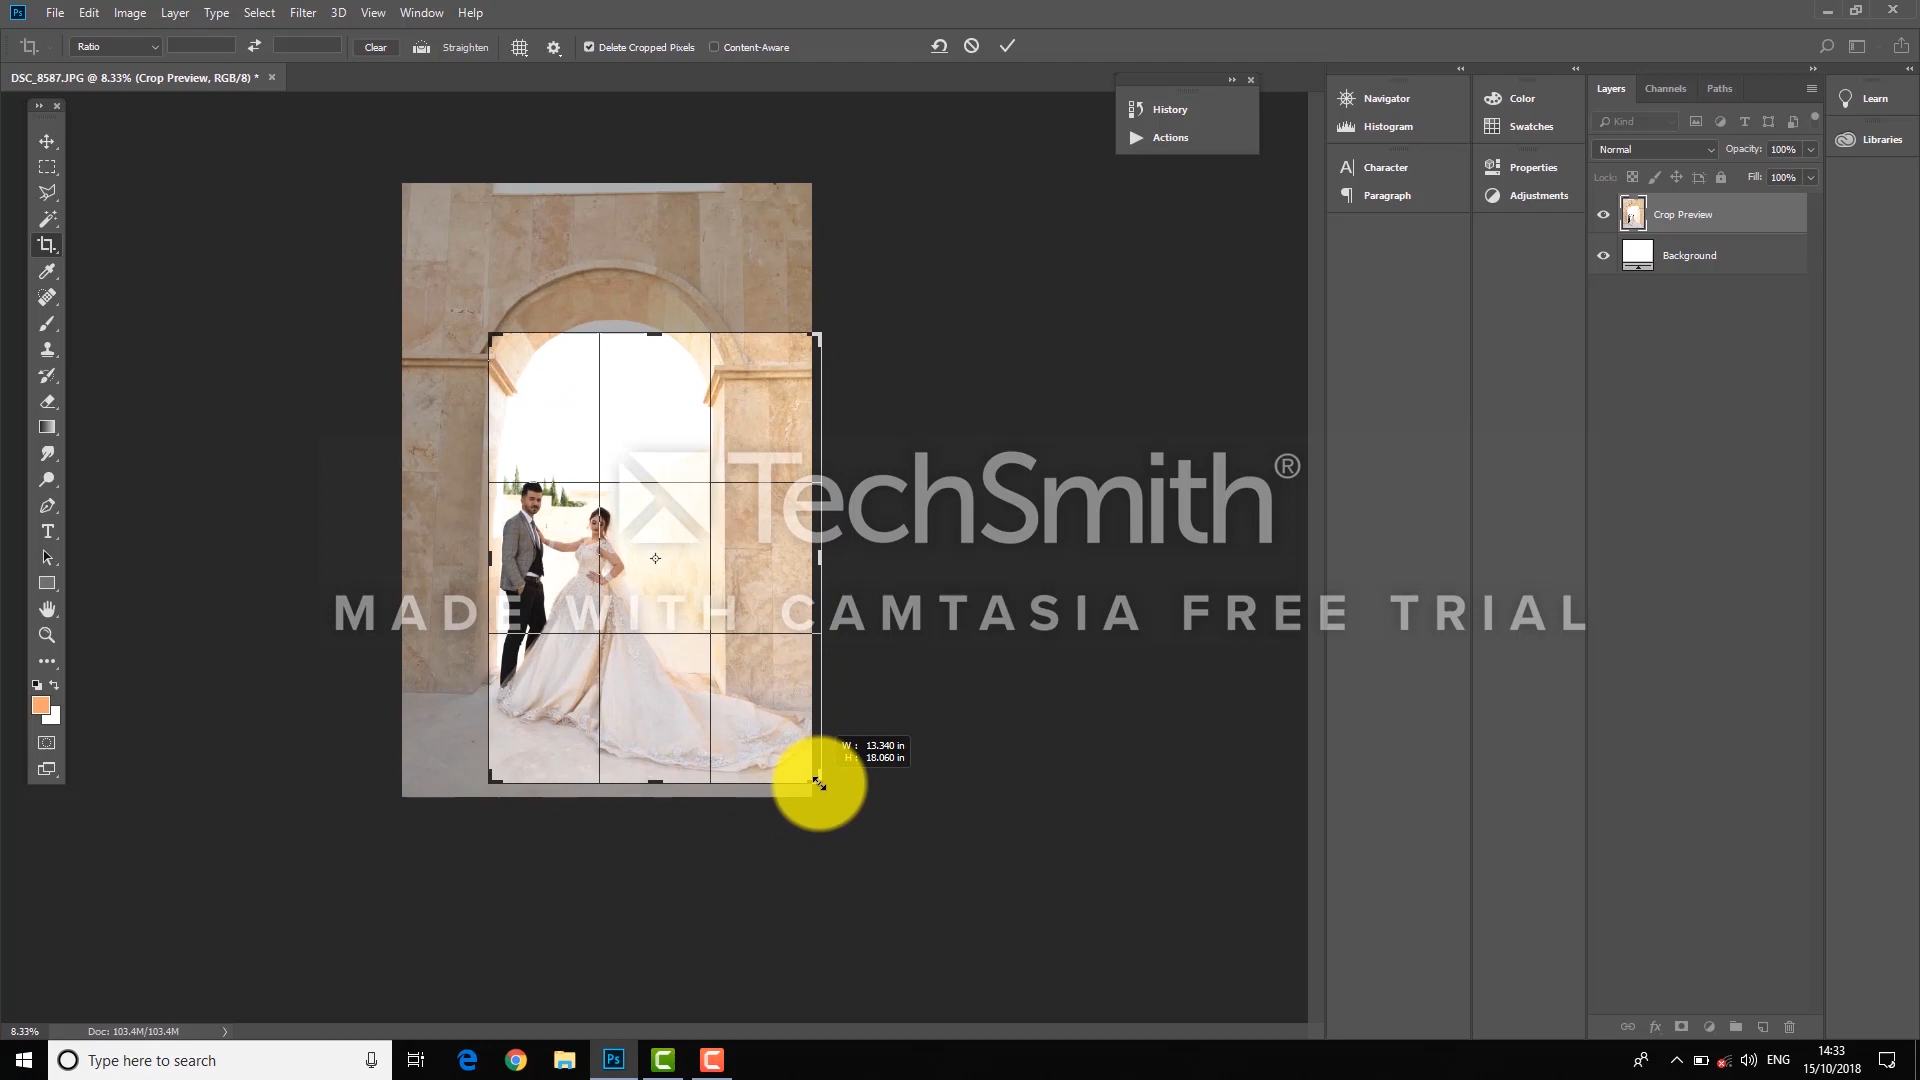 Ps File Edit Image Layer Type Select Filter 3D View Window Help
Ratio Clear Straighten Delete Cropped Pixels Content-Aware
DSC_8587.JPG @ 8.33% (Crop Preview, RGB/8) *
History
Actions
Navigator
Histogram
Character
Paragraph
Color
Swatches
Properties
Adjustments
Layers Channels Paths
Kind
Normal Opacity: 100%
Lock: Fill: 100%
Crop Preview
Background
Learn
Libraries
TechSmith®
MADE WITH CAMTASIA FREE TRIAL
W : 13.340 in
H : 18.060 in
8.33% Doc: 103.4M/103.4M
Type here to search
Ps
ENG
14:33
15/10/2018